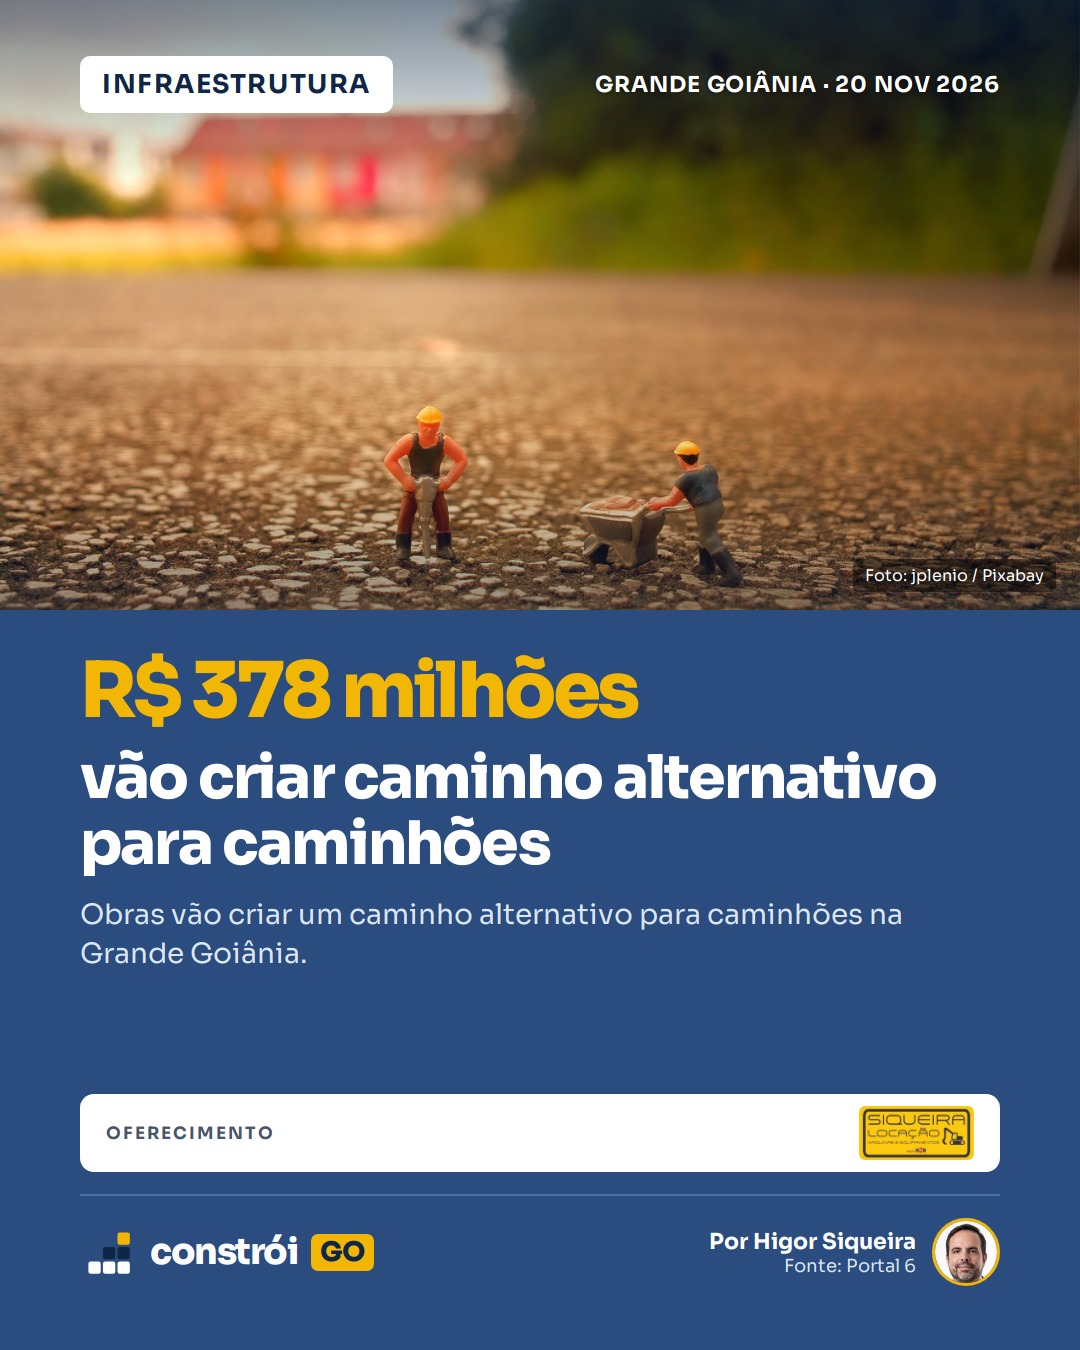 INFRAESTRUTURA
GRANDE GOIÂNIA · 20 NOV 2026
Foto: jplenio / Pixabay
R$ 378 milhões
vão criar caminho alternativo
para caminhões
Obras vão criar um caminho alternativo para caminhões na
Grande Goiânia.
OFERECIMENTO
SIQUEIRA
LOCAÇÃO
MÁQUINAS E EQUIPAMENTOS
constrói GO
Por Higor Siqueira
Fonte: Portal 6